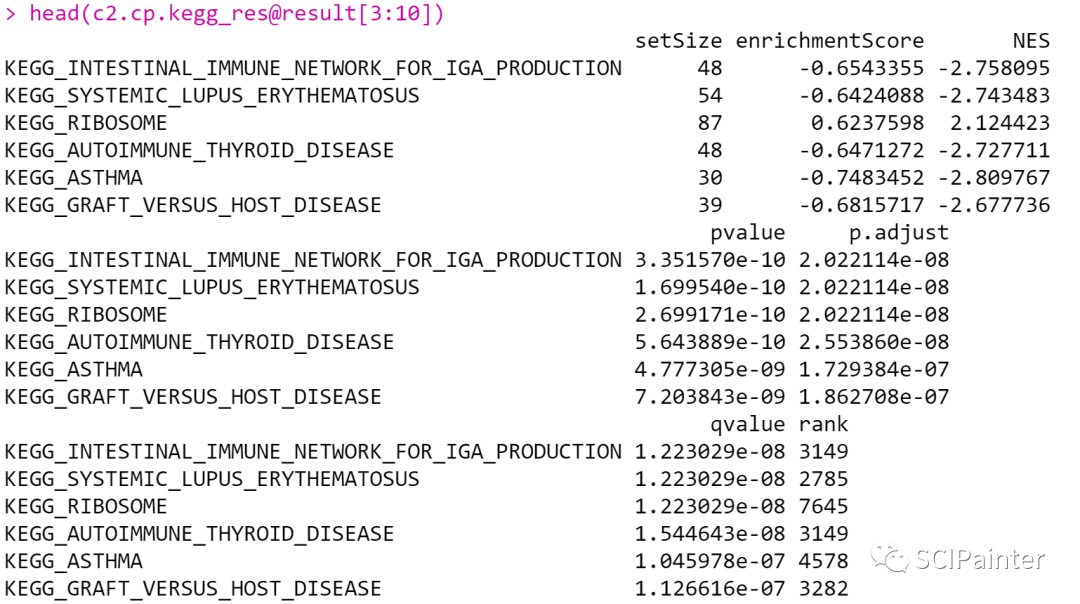 > head(c2.cp.kegg_res@result[3:10])
setSize enrichmentScore NES
KEGG_INTESTINAL_IMMUNE_NETWORK_FOR_IGA_PRODUCTION 48 -0.6543355 -2.758095
KEGG_SYSTEMIC_LUPUS_ERYTHEMATOSUS 54 -0.6424088 -2.743483
KEGG_RIBOSOME 87 0.6237598 2.124423
KEGG_AUTOIMMUNE_THYROID_DISEASE 48 -0.6471272 -2.727711
KEGG_ASTHMA 30 -0.7483452 -2.809767
KEGG_GRAFT_VERSUS_HOST_DISEASE 39 -0.6815717 -2.677736
pvalue p.adjust
KEGG_INTESTINAL_IMMUNE_NETWORK_FOR_IGA_PRODUCTION 3.351570e-10 2.022114e-08
KEGG_SYSTEMIC_LUPUS_ERYTHEMATOSUS 1.699540e-10 2.022114e-08
KEGG_RIBOSOME 2.699171e-10 2.022114e-08
KEGG_AUTOIMMUNE_THYROID_DISEASE 5.643889e-10 2.553860e-08
KEGG_ASTHMA 4.777305e-09 1.729384e-07
KEGG_GRAFT_VERSUS_HOST_DISEASE 7.203843e-09 1.862708e-07
qvalue rank
KEGG_INTESTINAL_IMMUNE_NETWORK_FOR_IGA_PRODUCTION 1.223029e-08 3149
KEGG_SYSTEMIC_LUPUS_ERYTHEMATOSUS 1.223029e-08 2785
KEGG_RIBOSOME 1.223029e-08 7645
KEGG_AUTOIMMUNE_THYROID_DISEASE 1.544643e-08 3149
KEGG_ASTHMA 1.045978e-07 4578
KEGG_GRAFT_VERSUS_HOST_DISEASE 1.126616e-07 3282
SCIPainter